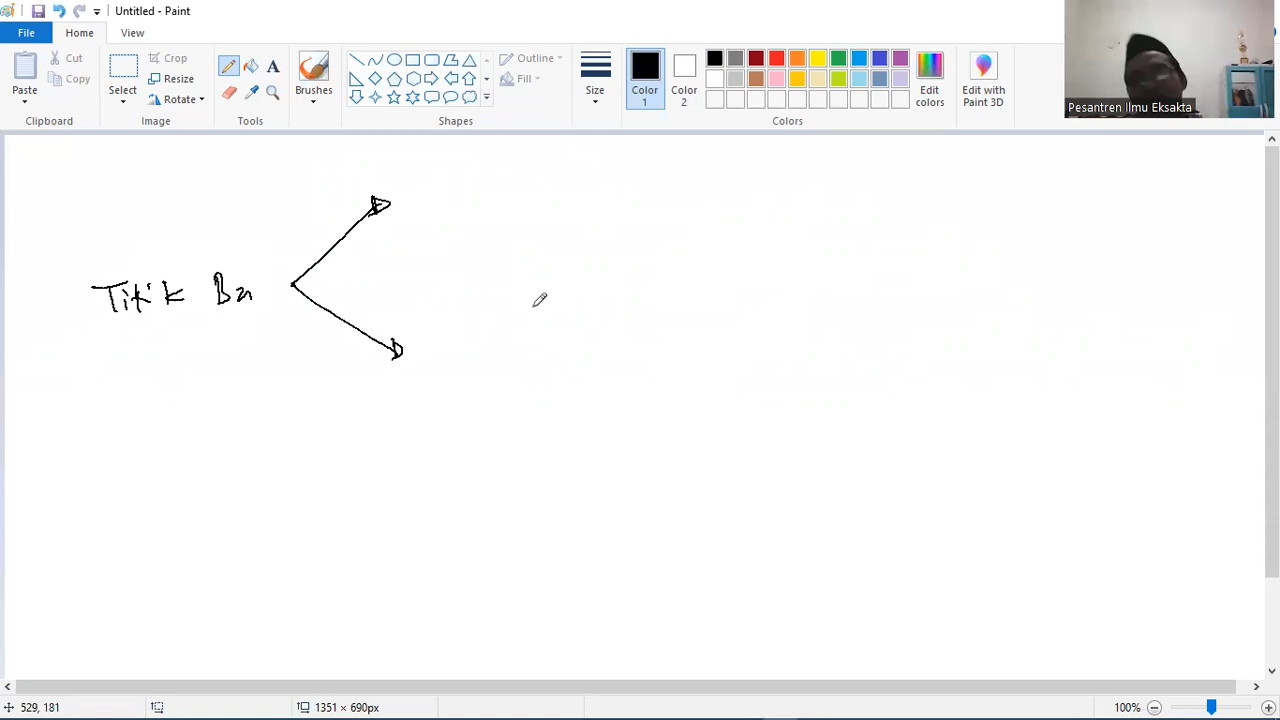 Untitled - Paint
File Home View
Paste Cut Copy Clipboard
Select Crop Resize Rotate Image
Tools
Brushes
Outline Fill Shapes
Size
Color 1 Color 2 Edit colors Colors
Edit with Paint 3D
Pesantren Ilmu Eksakta
Titik Ba
529, 181 1351 × 690px 100%